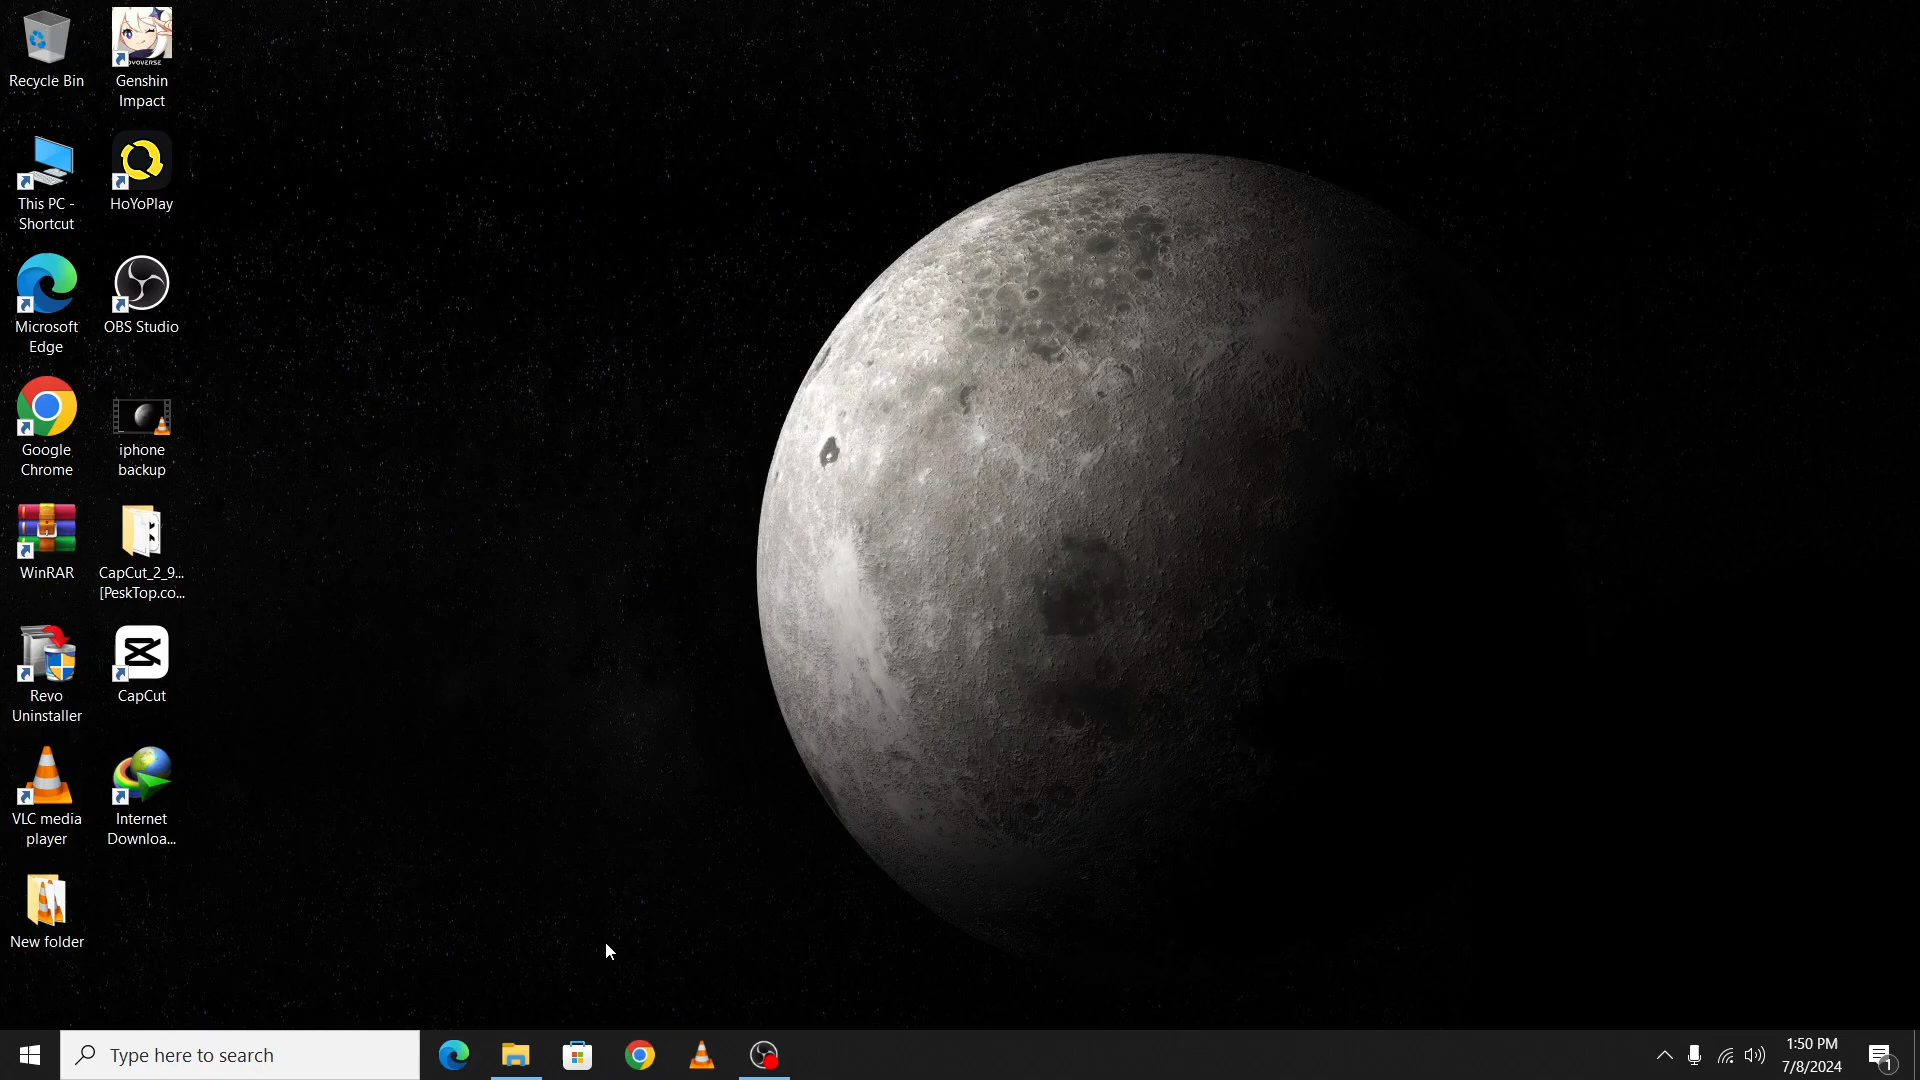 Recycle Bin
Genshin
Impact
This PC -
Shortcut
HoYoPlay
Microsoft
Edge
OBS Studio
Google
Chrome
iphone
backup
WinRAR
CapCut_2_9...
[PeskTop.co...
Revo
Uninstaller
CapCut
VLC media
player
Internet
Downloa...
New folder
Type here to search
1:50 PM
7/8/2024
1